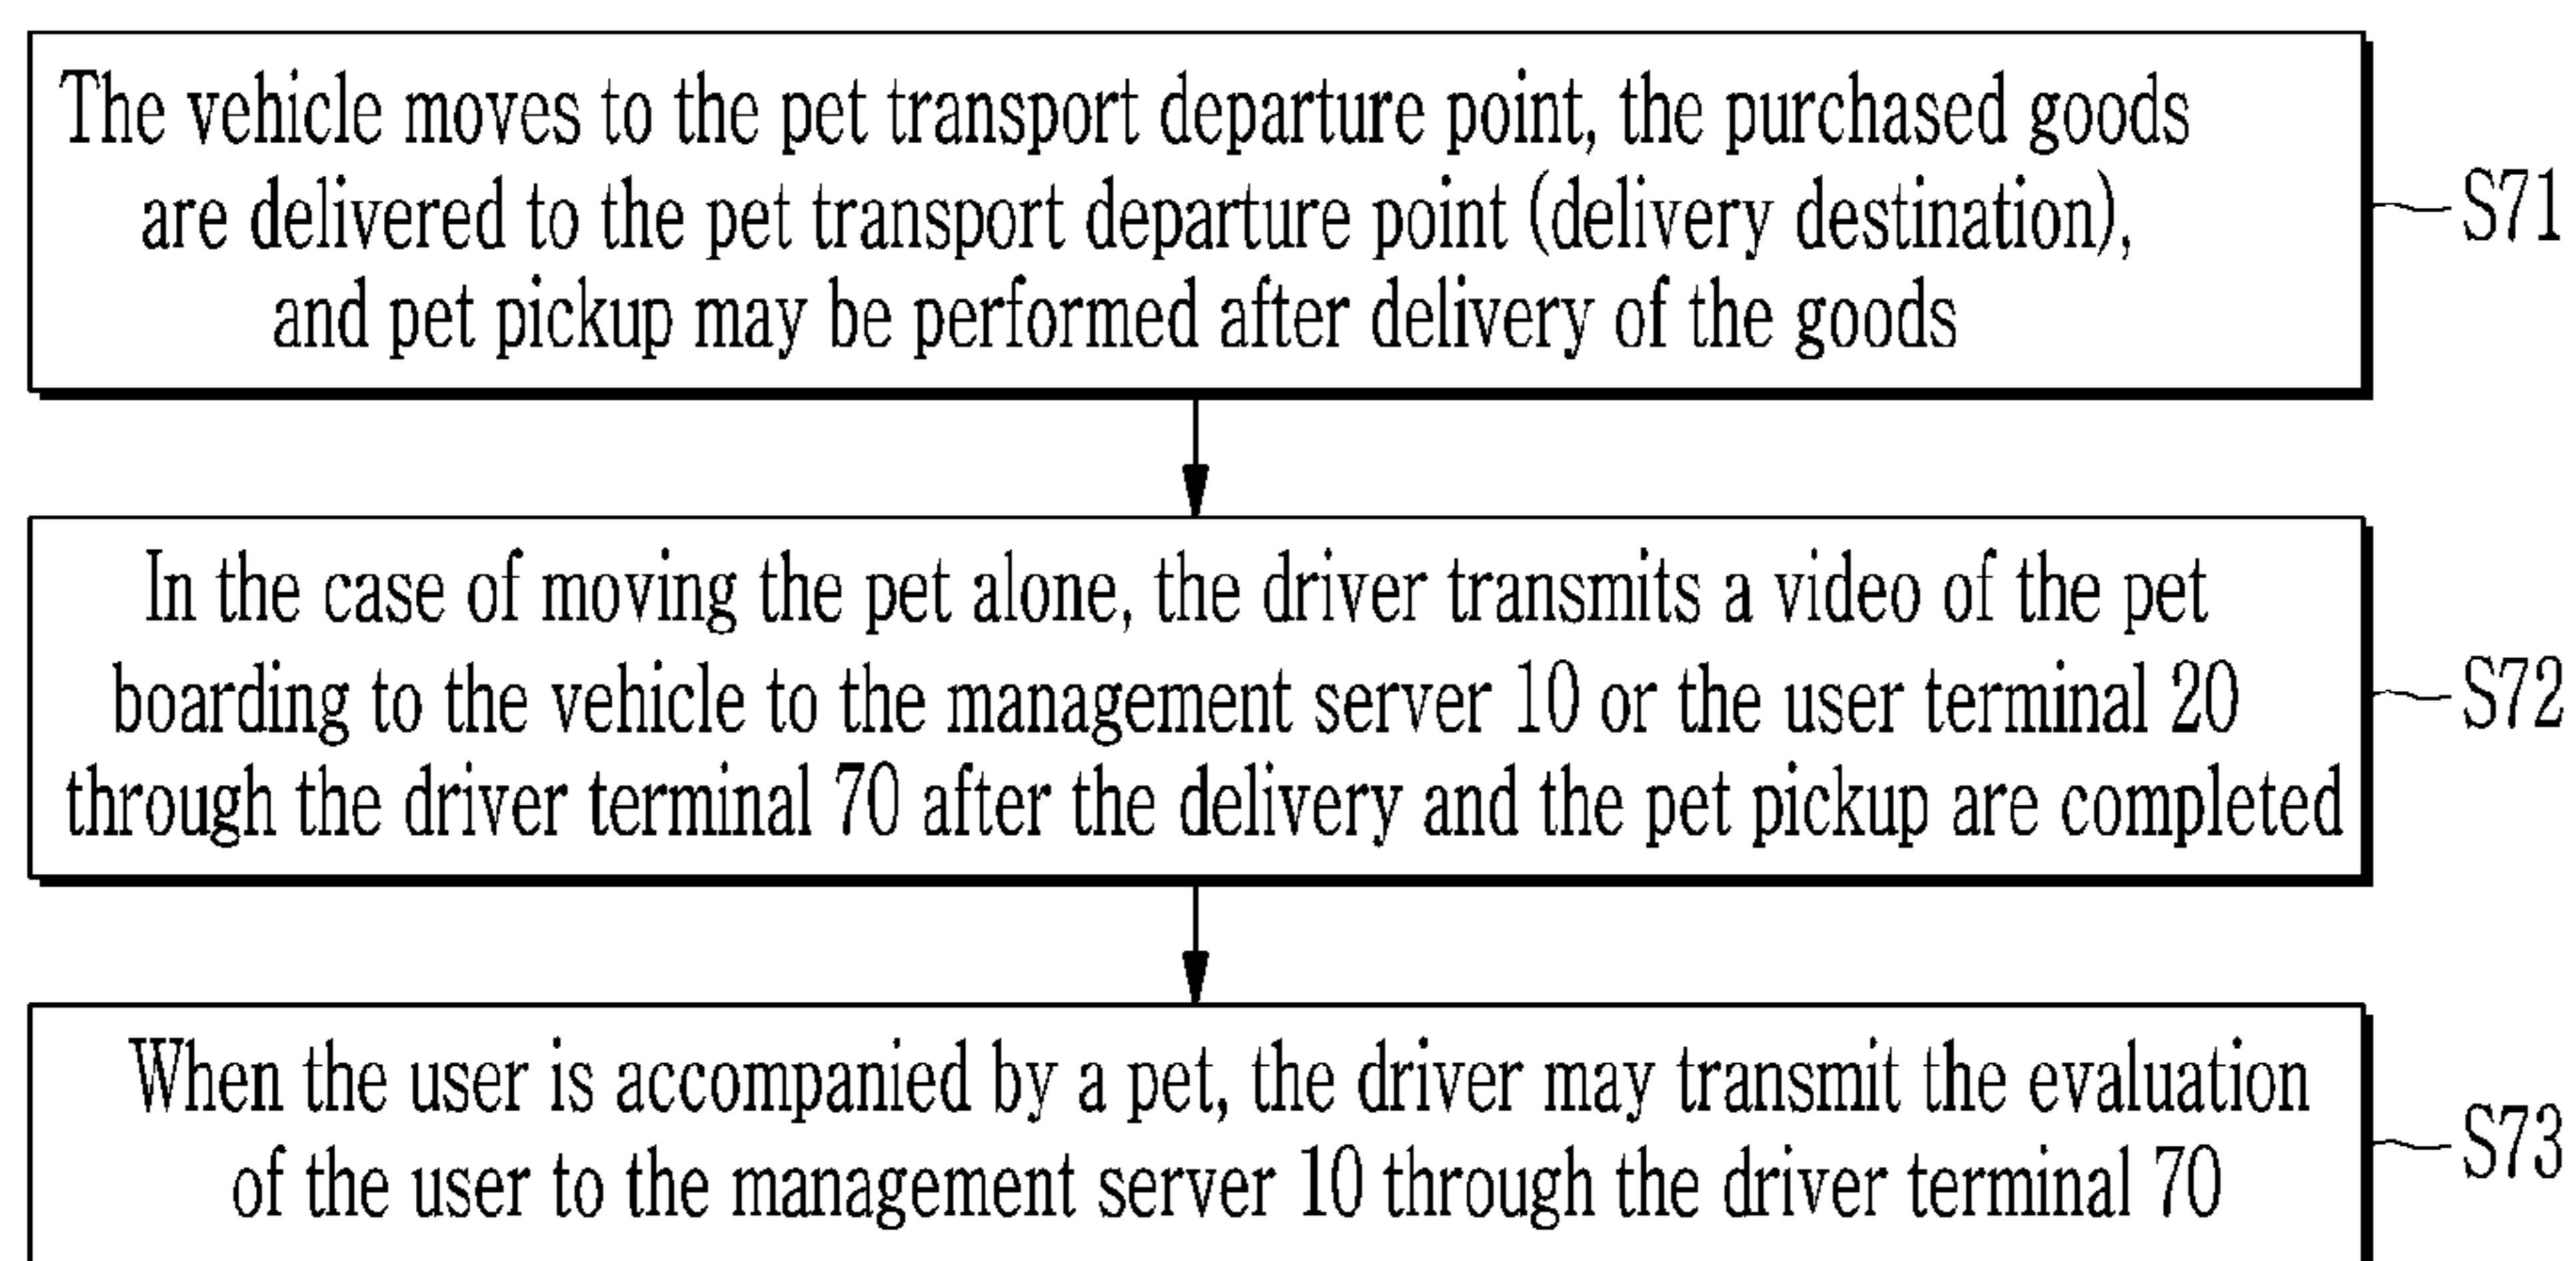 The vehicle moves to the pet transport departure point, the purchased goods
are delivered to the pet transport departure point (delivery destination),
and pet pickup may be performed after delivery of the goods
S71
In the case of moving the pet alone, the driver transmits a video of the pet
boarding to the vehicle to the management server 10 or the user terminal 20
through the driver terminal 70 after the delivery and the pet pickup are completed
S72
When the user is accompanied by a pet, the driver may transmit the evaluation
of the user to the management server 10 through the driver terminal 70
S73